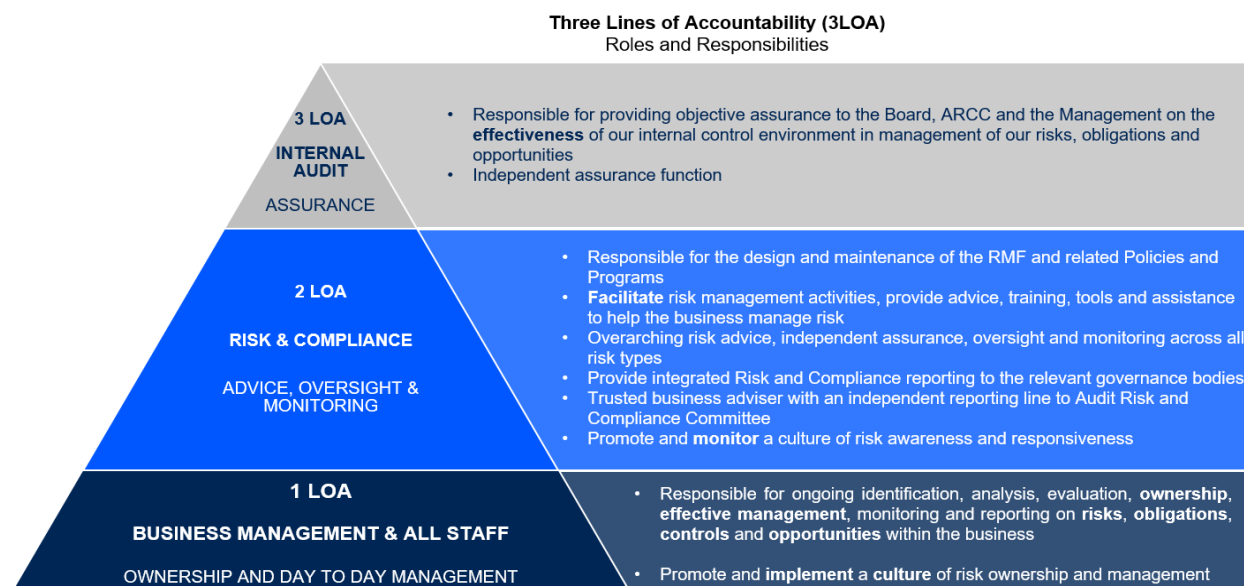 Three Lines of Accountability (3LOA)
Roles and Responsibilities
3 LOA
INTERNAL
AUDIT
ASSURANCE
• Responsible for providing objective assurance to the Board, ARCC and the Management on the
effectiveness of our internal control environment in management of our risks, obligations and
opportunities
• Independent assurance function
2 LOA
RISK & COMPLIANCE
ADVICE, OVERSIGHT &
MONITORING
• Responsible for the design and maintenance of the RMF and related Policies and
Programs
• Facilitate risk management activities, provide advice, training, tools and assistance
to help the business manage risk
• Overarching risk advice, independent assurance, oversight and monitoring across all
risk types
• Provide integrated Risk and Compliance reporting to the relevant governance bodies
• Trusted business adviser with an independent reporting line to Audit Risk and
Compliance Committee
• Promote and monitor a culture of risk awareness and responsiveness
1 LOA
BUSINESS MANAGEMENT & ALL STAFF
OWNERSHIP AND DAY TO DAY MANAGEMENT
• Responsible for ongoing identification, analysis, evaluation, ownership,
effective management, monitoring and reporting on risks, obligations,
controls and opportunities within the business
• Promote and implement a culture of risk ownership and management